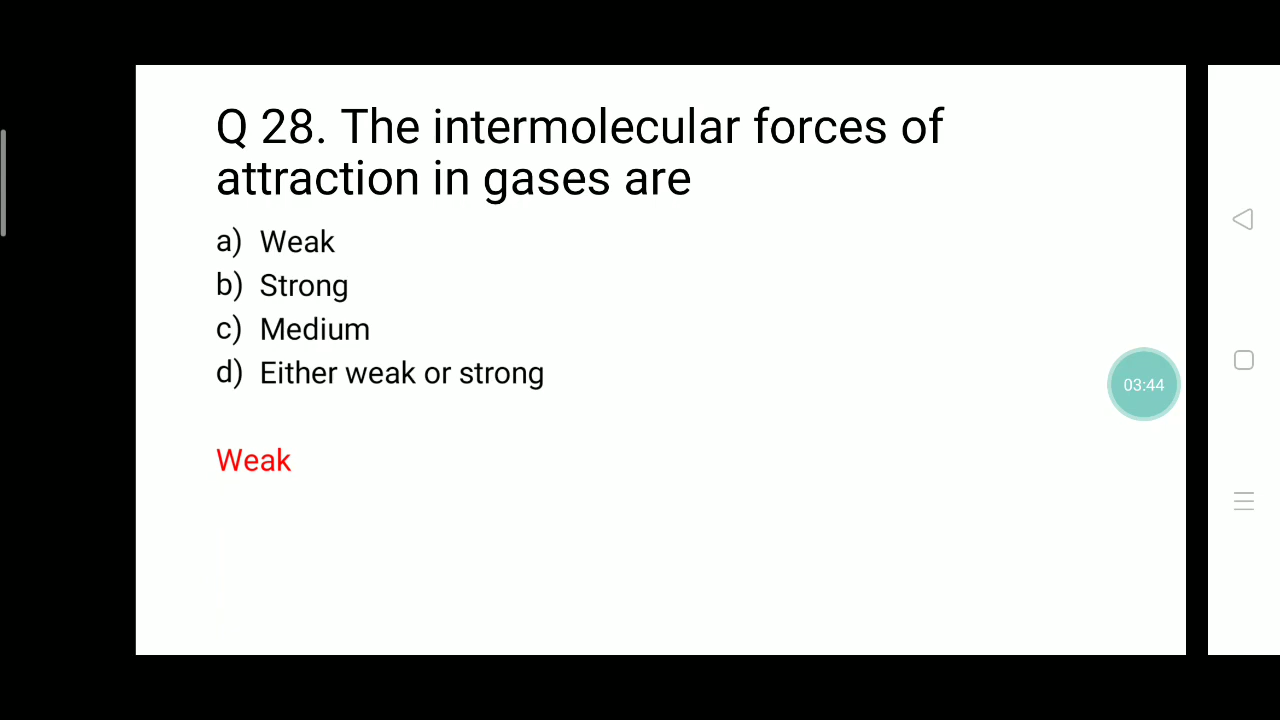 Q 28. The intermolecular forces of
attraction in gases are
a) Weak
b) Strong
c) Medium
d) Either weak or strong
03:44
Weak